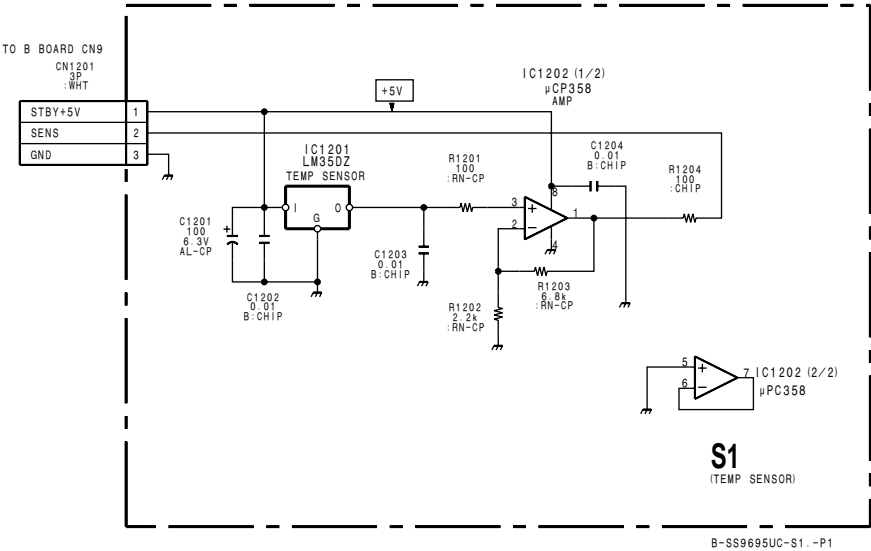 TO B BOARD CN9
CN1201
3P
:WHT
STBY+5V 1
SENS 2
GND 3
+5V
IC1202 (1/2)
μCP358
AMP
IC1201
LM35DZ
TEMP SENSOR
I
O
G
R1201
100
:RN-CP
C1204
0.01
B:CHIP
R1204
100
:CHIP
8
3
+
2
−
1
4
C1201
100
6.3V
AL-CP
+
C1202
0.01
B:CHIP
C1203
0.01
B:CHIP
R1202
2.2k
:RN-CP
R1203
6.8k
:RN-CP
5
+
6
−
7
IC1202 (2/2)
μPC358
S1
(TEMP SENSOR)
B-SS9695UC-S1.-P1